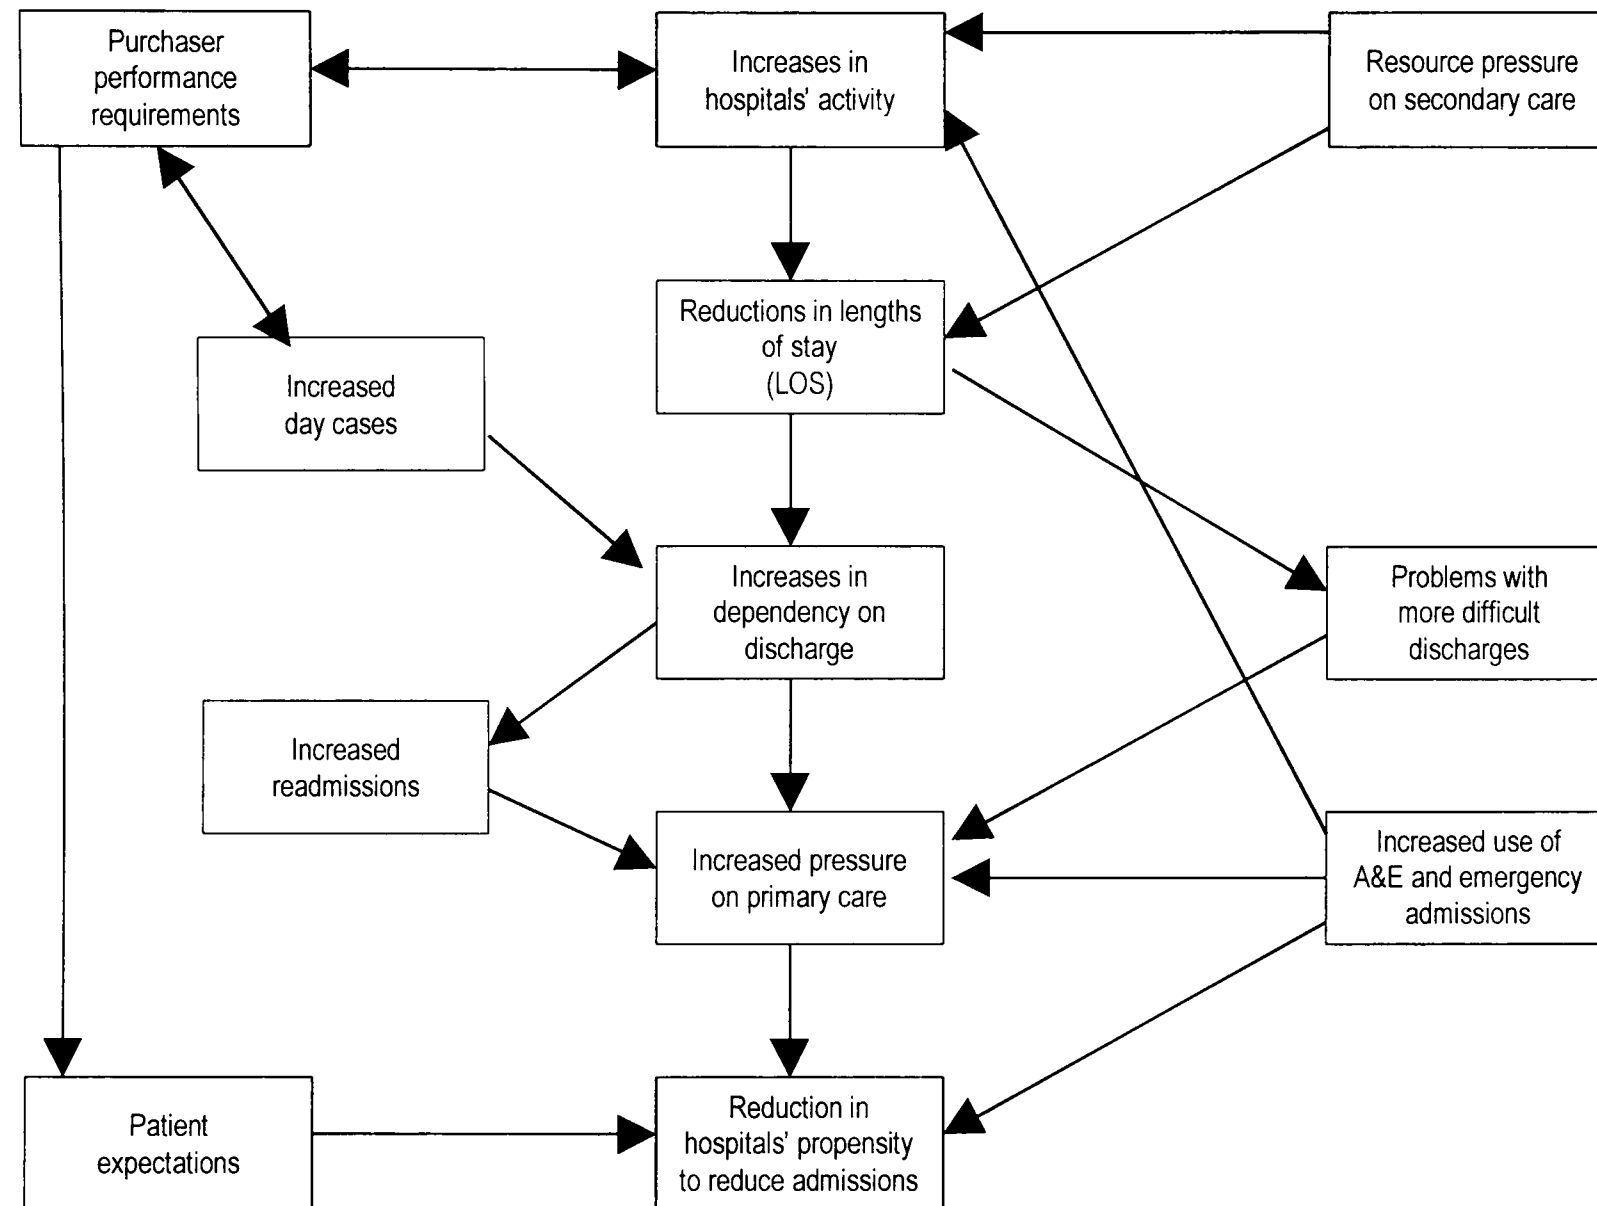 Purchaser
performance
requirements
Increases in
hospitals' activity
Resource pressure
on secondary care
Reductions in lengths
of stay
(LOS)
Increased
day cases
Increases in
dependency on
discharge
Problems with
more difficult
discharges
Increased
readmissions
Increased pressure
on primary care
Increased use of
A&E and emergency
admissions
Patient
expectations
Reduction in
hospitals' propensity
to reduce admissions